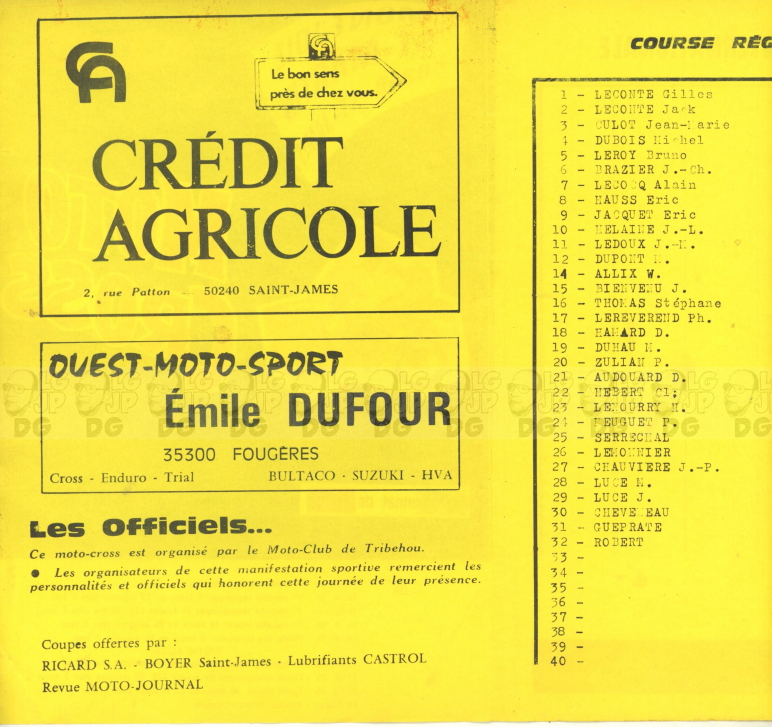 CA
Le bon sens
près de chez vous.
CRÉDIT
AGRICOLE
2, rue Patton — 50240 SAINT-JAMES
OUEST-MOTO-SPORT
Émile DUFOUR
35300 FOUGÈRES
Cross - Enduro - Trial BULTACO - SUZUKI - HVA
Les Officiels...
Ce moto-cross est organisé par le Moto-Club de Tribehou.
● Les organisateurs de cette manifestation sportive remercient les
personnalités et officiels qui honorent cette journée de leur présence.
Coupes offertes par :
RICARD S.A. - BOYER Saint-James - Lubrifiants CASTROL
Revue MOTO-JOURNAL
COURSE RÉG
1 - LECONTE Gilles
2 - LECONTE Jack
3 - CULOT Jean-Marie
4 - DUBOIS Michel
5 - LEROY Bruno
6 - BRAZIER J.-Ch.
7 - LECOCQ Alain
8 - HAUSS Eric
9 - JACQUET Eric
10 - J.-L.
11 - LEDOUX J.-M.
12 - DUPONT M.
14 - ALLIX W.
15 - BIENVENU J.
16 - THOMAS Stéphane
17 - LEREVEREND Ph.
18 - HAMARD D.
19 - DUHAU M.
20 - ZULIAN P.
21 - AUDOUARD D.
22 - HEBERT Cl;
23 - LEMOURRY M.
24 - P.
25 - SERRECHAL
26 - LEMONNIER
27 - CHAUVIERE J.-P.
28 - LUCE M.
29 - LUCE J.
30 -
31 - GUEPRATE
32 - ROBERT
33 -
34 -
35 -
36 -
37 -
38 -
39 -
40 -
LG
JP
DG